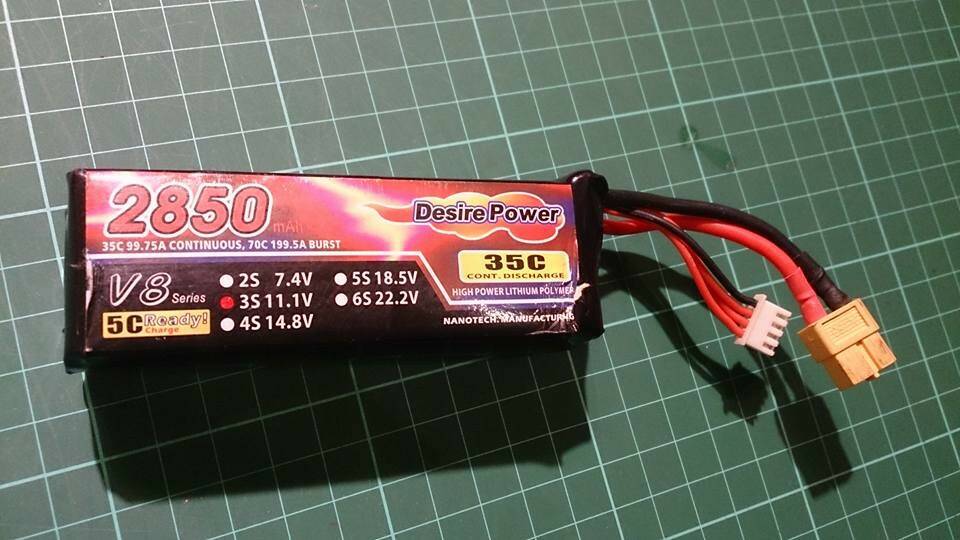 2850 mAh
35C 99.75A CONTINUOUS, 70C 199.5A BURST
Desire Power
35C
CONT. DISCHARGE
HIGH POWER LITHIUM POLYMER
V8 Series
5C Ready!
Charge
2S 7.4V
3S 11.1V
4S 14.8V
5S 18.5V
6S 22.2V
NANOTECH. MANUFACTURING